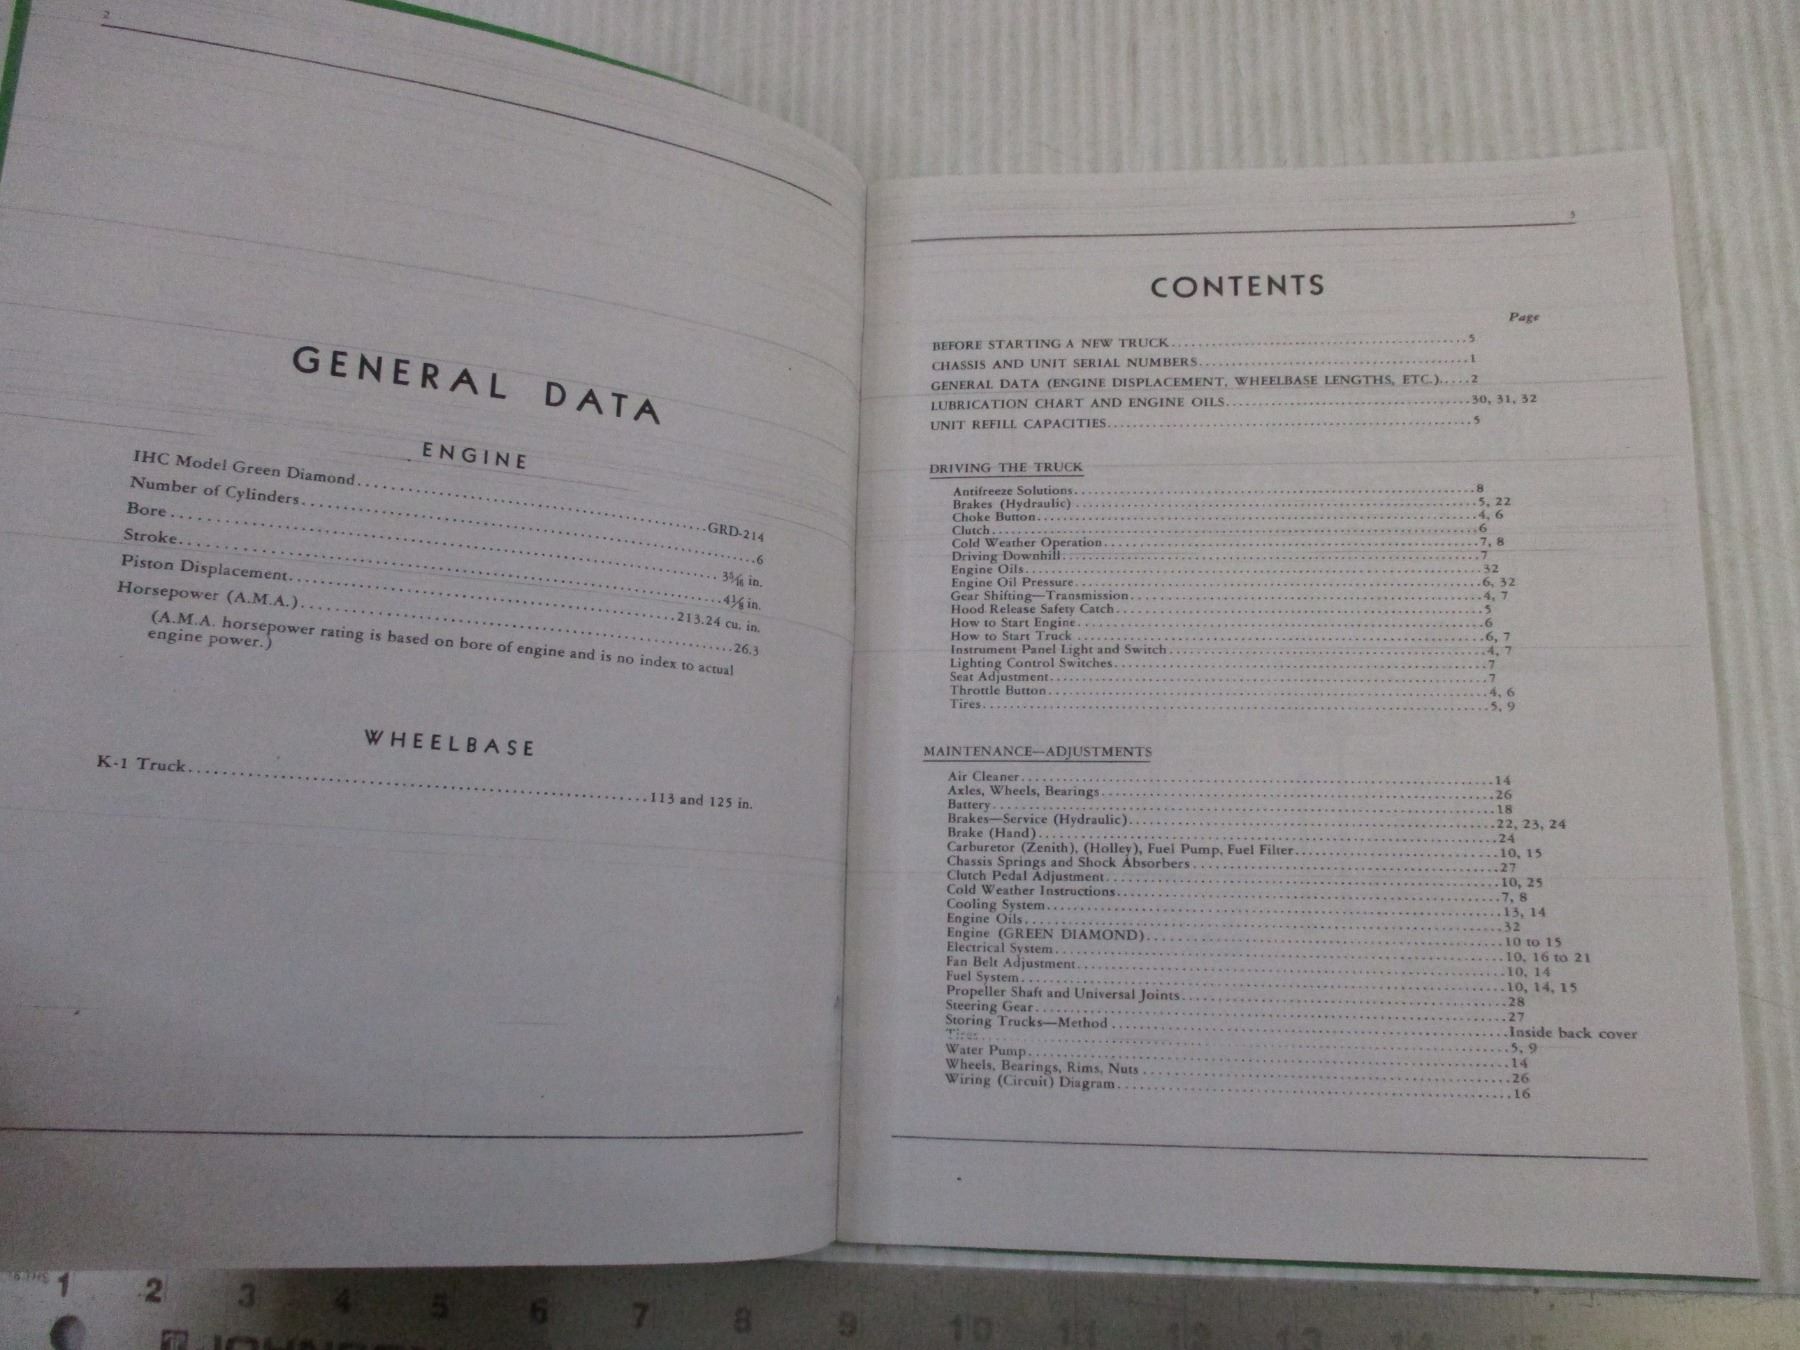 2
GENERAL DATA
ENGINE
IHC Model Green Diamond....................GRD-214
Number of Cylinders....................6
Bore....................3 5/16 in.
Stroke....................4 1/8 in.
Piston Displacement....................213.24 cu. in.
Horsepower (A.M.A.)....................26.3
(A.M.A. horsepower rating is based on bore of engine and is no index to actual
engine power.)
WHEELBASE
K-1 Truck....................113 and 125 in.
3
CONTENTS
Page
BEFORE STARTING A NEW TRUCK....................5
CHASSIS AND UNIT SERIAL NUMBERS....................1
GENERAL DATA (ENGINE DISPLACEMENT, WHEELBASE LENGTHS, ETC.).....2
LUBRICATION CHART AND ENGINE OILS....................30, 31, 32
UNIT REFILL CAPACITIES....................5
DRIVING THE TRUCK
Antifreeze Solutions....................8
Brakes (Hydraulic)....................5, 22
Choke Button....................4, 6
Clutch....................6
Cold Weather Operation....................7, 8
Driving Downhill....................7
Engine Oils....................32
Engine Oil Pressure....................6, 32
Gear Shifting—Transmission....................4, 7
Hood Release Safety Catch....................5
How to Start Engine....................6
How to Start Truck....................6, 7
Instrument Panel Light and Switch....................4, 7
Lighting Control Switches....................7
Seat Adjustment....................7
Throttle Button....................4, 6
Tires....................5, 9
MAINTENANCE—ADJUSTMENTS
Air Cleaner....................14
Axles, Wheels, Bearings....................26
Battery....................18
Brakes—Service (Hydraulic)....................22, 23, 24
Brake (Hand)....................24
Carburetor (Zenith), (Holley), Fuel Pump, Fuel Filter....................10, 15
Chassis Springs and Shock Absorbers....................27
Clutch Pedal Adjustment....................10, 25
Cold Weather Instructions....................7, 8
Cooling System....................13, 14
Engine Oils....................32
Engine (GREEN DIAMOND)....................10 to 15
Electrical System....................10, 16 to 21
Fan Belt Adjustment....................10, 14
Fuel System....................10, 14, 15
Propeller Shaft and Universal Joints....................28
Steering Gear....................27
Storing Trucks—Method....................Inside back cover
Tires....................5, 9
Water Pump....................14
Wheels, Bearings, Rims, Nuts....................26
Wiring (Circuit) Diagram....................16
1 2 3 4 5 6 7 8 9 10 11 12 13 14 15